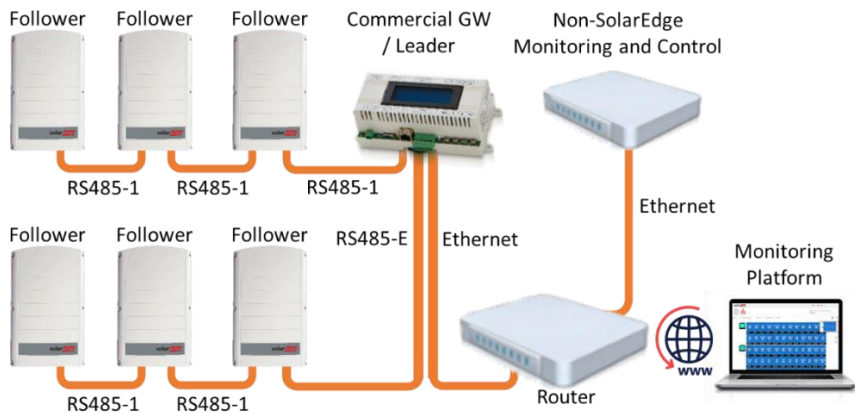 Follower
Follower
Follower
Commercial GW
/ Leader
Non-SolarEdge
Monitoring and Control
RS485-1
RS485-1
RS485-1
Ethernet
Follower
Follower
Follower
RS485-E
Ethernet
Monitoring
Platform
www
RS485-1
RS485-1
Router